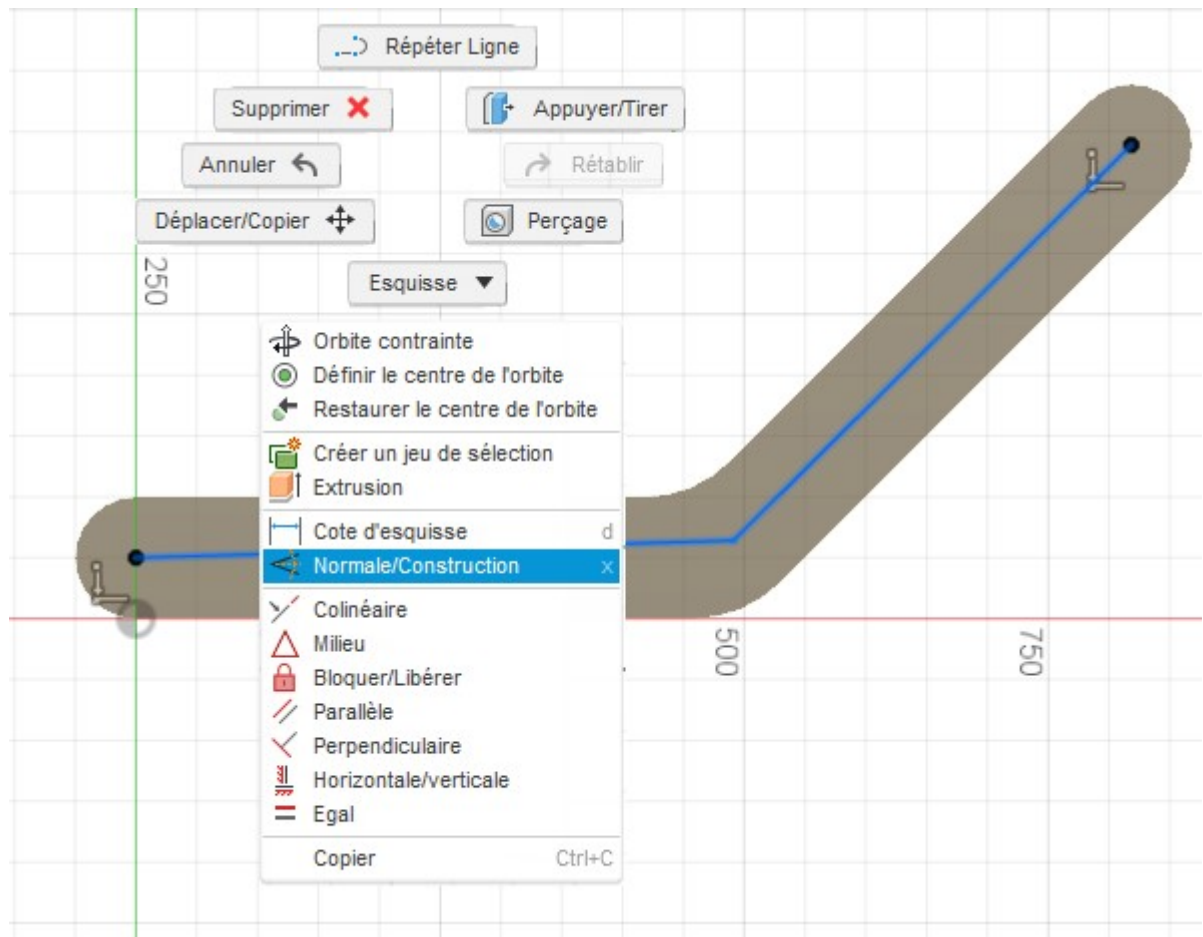 Répéter Ligne
Supprimer
Appuyer/Tirer
Annuler
Rétablir
Déplacer/Copier
Perçage
250
Esquisse
Orbite contrainte
Définir le centre de l'orbite
Restaurer le centre de l'orbite
Créer un jeu de sélection
Extrusion
Cote d'esquisse d
Normale/Construction x
Colinéaire
Milieu
500
750
Bloquer/Libérer
Parallèle
Perpendiculaire
Horizontale/verticale
Egal
Copier Ctrl+C